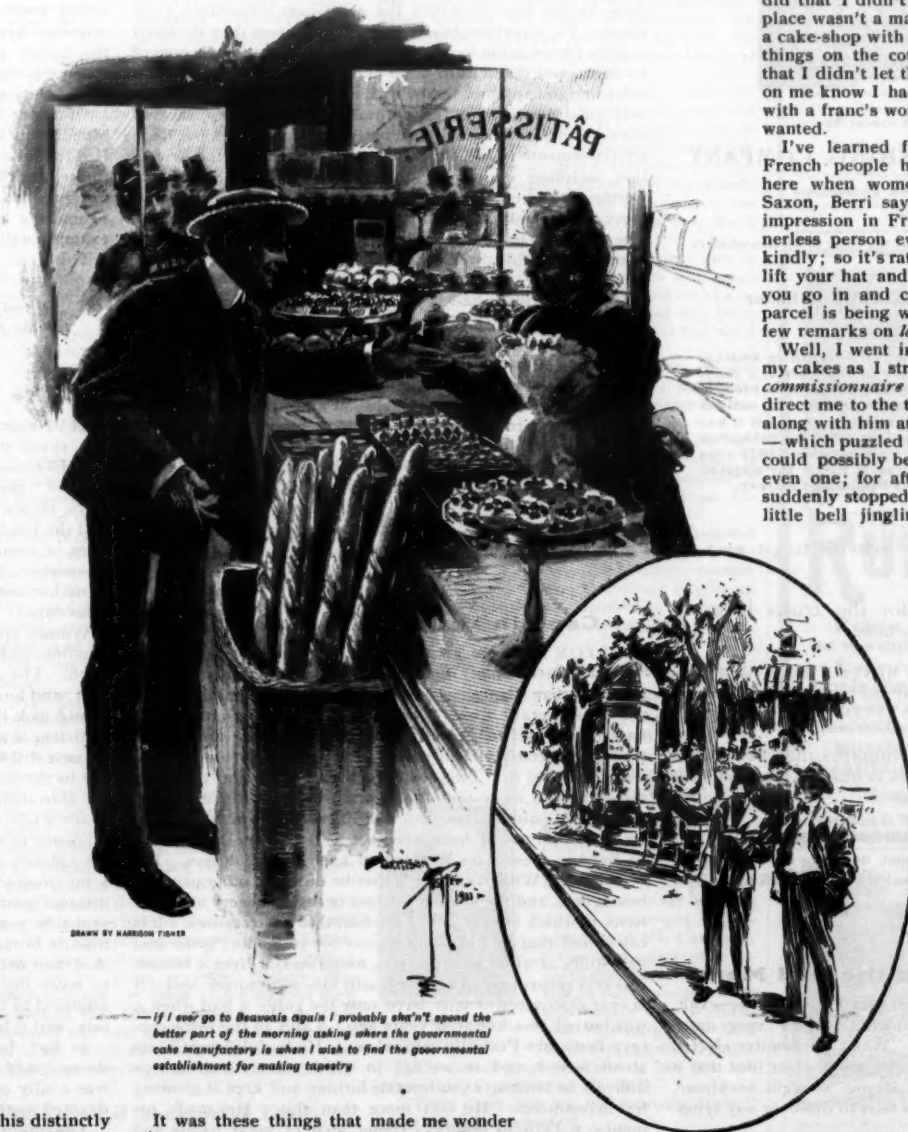 PÂTISSERIE
did that I didn't
place wasn't a ma
a cake-shop with
things on the cou
that I didn't let th
on me know I ha
with a franc's wo
wanted.
I've learned f
French people h
here when wome
Saxon, Berri say
impression in Fr
nerless person ev
kindly; so it's rat
lift your hat and
you go in and c
parcel is being w
few remarks on l
Well, I went in
my cakes as I str
commissionnaire
direct me to the t
along with him ar
— which puzzled
could possibly be
even one; for aft
suddenly stopped
little bell jinglin
DRAWN BY HARRISON FISHER
— If I ever go to Beauvais again I probably sha'n't spend the
better part of the morning asking where the governmental
cake manufactory is when I wish to find the governmental
establishment for making tapestry
his distinctly
It was these things that made me wonder